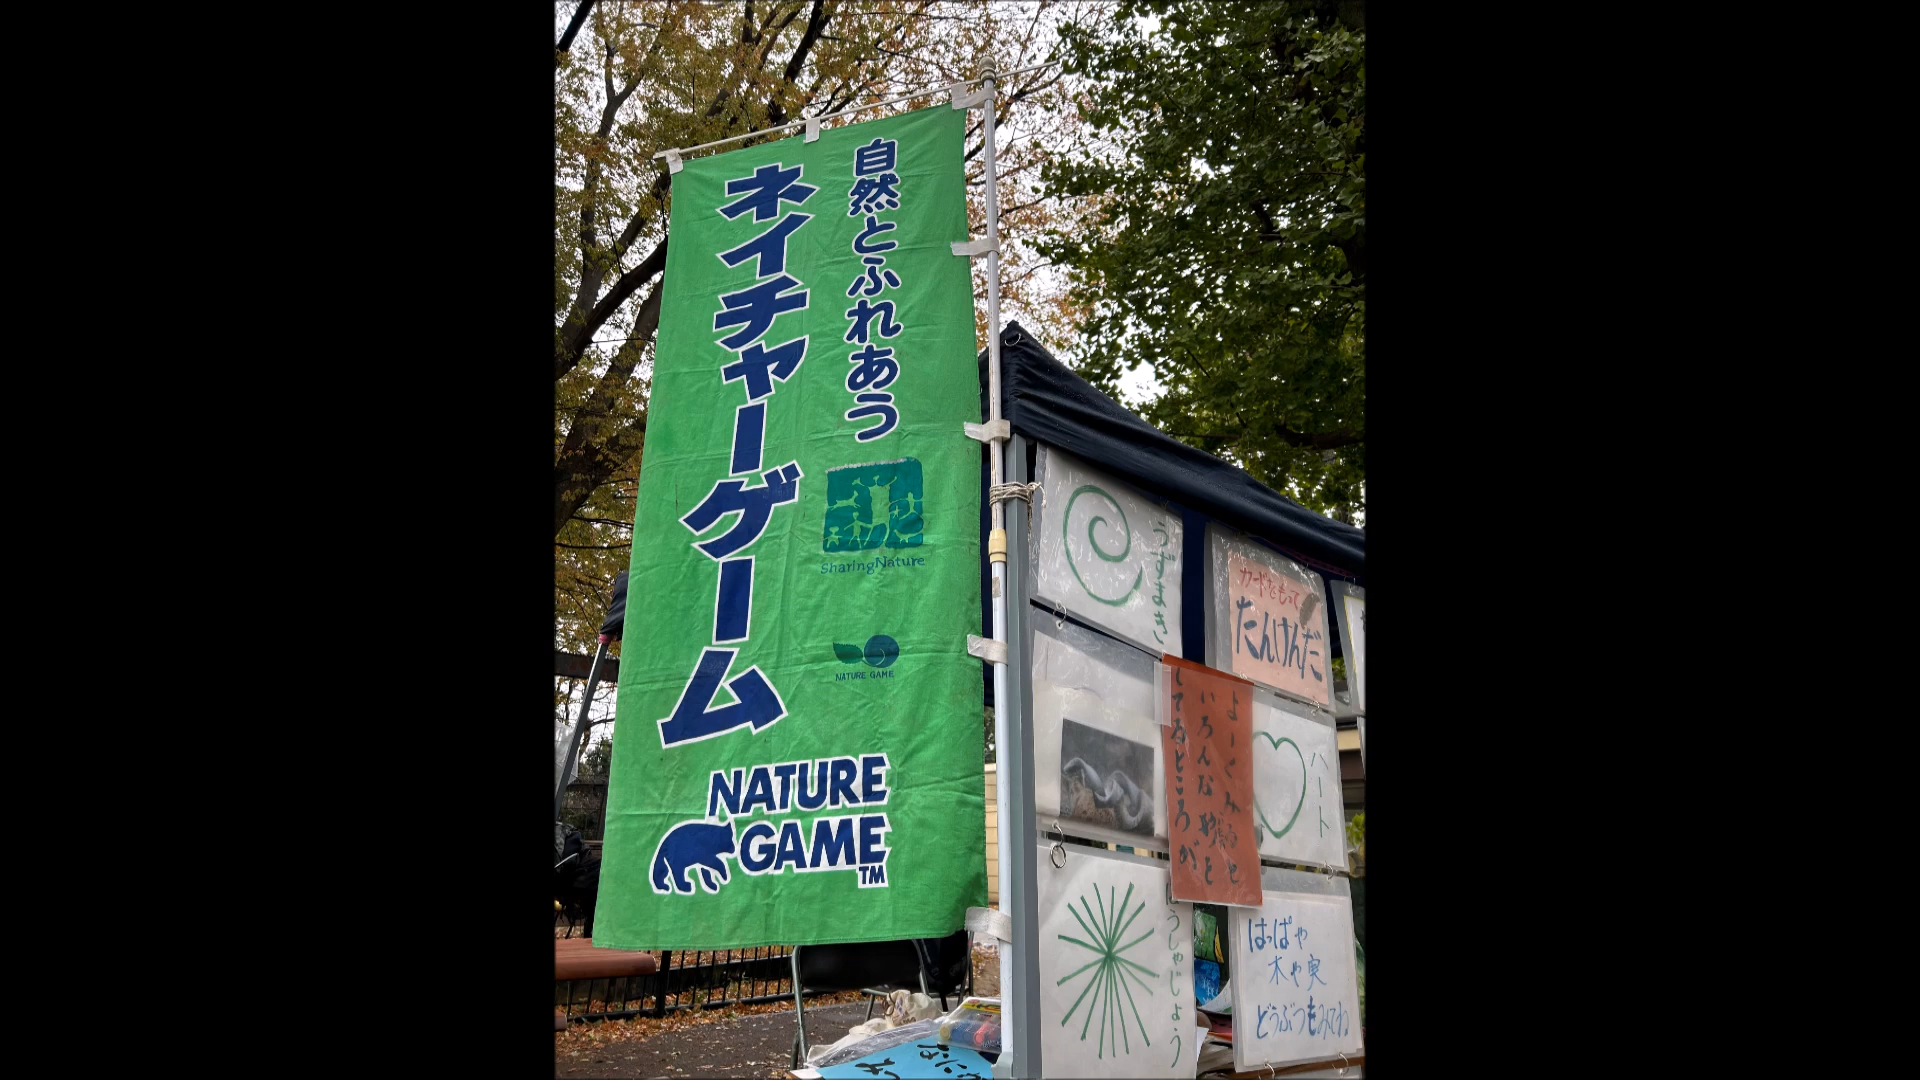 自然とふれあう
ネイチャーゲーム
SharingNature
NATURE GAME
NATURE
GAME
TM
うずまき
カードをもって
たんけんだ
よーくみると
いろんな形を
してるところが
ハート
ほうしゃじょう
はっぱや
木や実
どうぶつもみてね